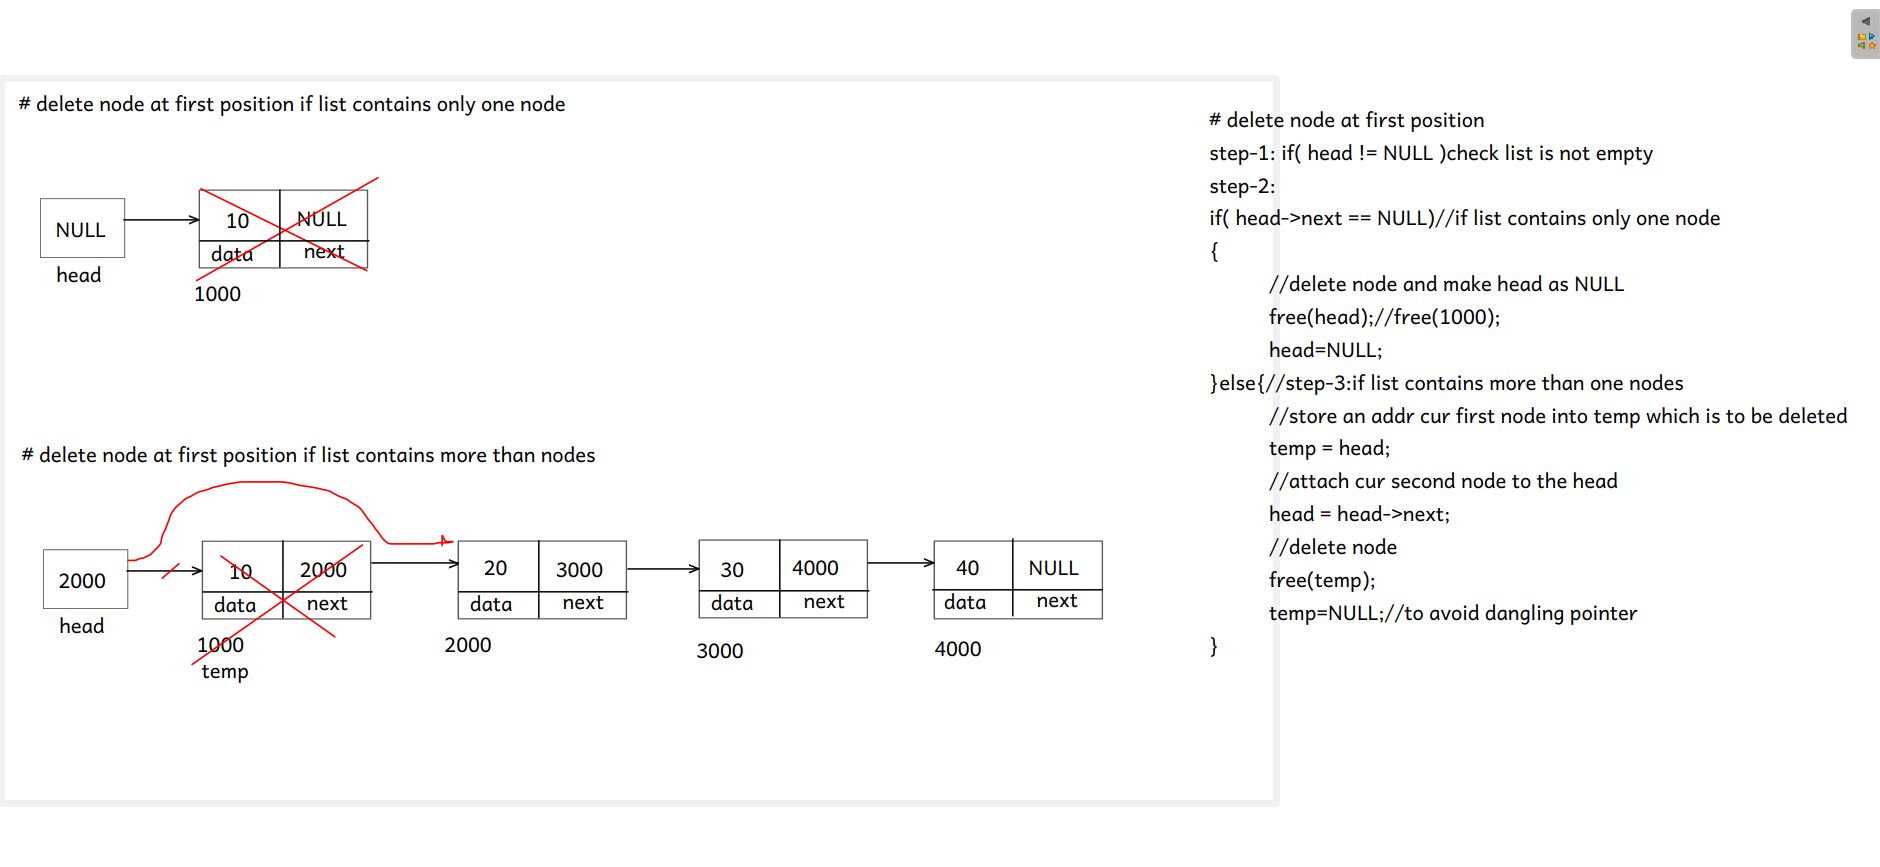 # delete node at first position if list contains only one node
NULL
head
10 NULL
data next
1000
# delete node at first position if list contains more than nodes
2000
head
10 2000
data next
1000
temp
20 3000
data next
2000
30 4000
data next
3000
40 NULL
data next
4000
# delete node at first position
step-1: if( head != NULL )check list is not empty
step-2:
if( head->next == NULL)//if list contains only one node
{
//delete node and make head as NULL
free(head);//free(1000);
head=NULL;
}else{//step-3:if list contains more than one nodes
//store an addr cur first node into temp which is to be deleted
temp = head;
//attach cur second node to the head
head = head->next;
//delete node
free(temp);
temp=NULL;//to avoid dangling pointer
}